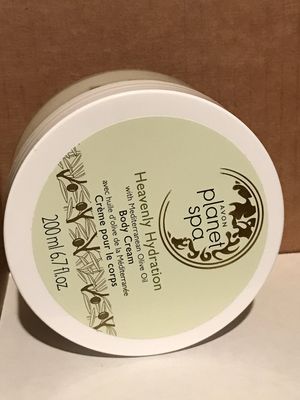 AVON
planet
spa
Heavenly Hydration
with Mediterranean Olive Oil
Body Cream
avec huile d'olive de la Méditerranée
Crème pour le corps
200 ml 6.7 fl.oz.